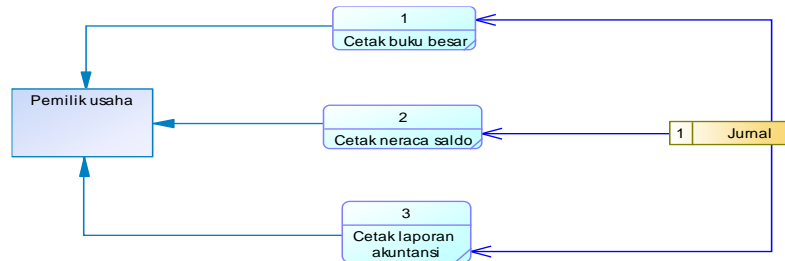 1
Cetak buku besar
Pemilik usaha
2
Cetak neraca saldo
1 Jurnal
3
Cetak laporan
akuntansi